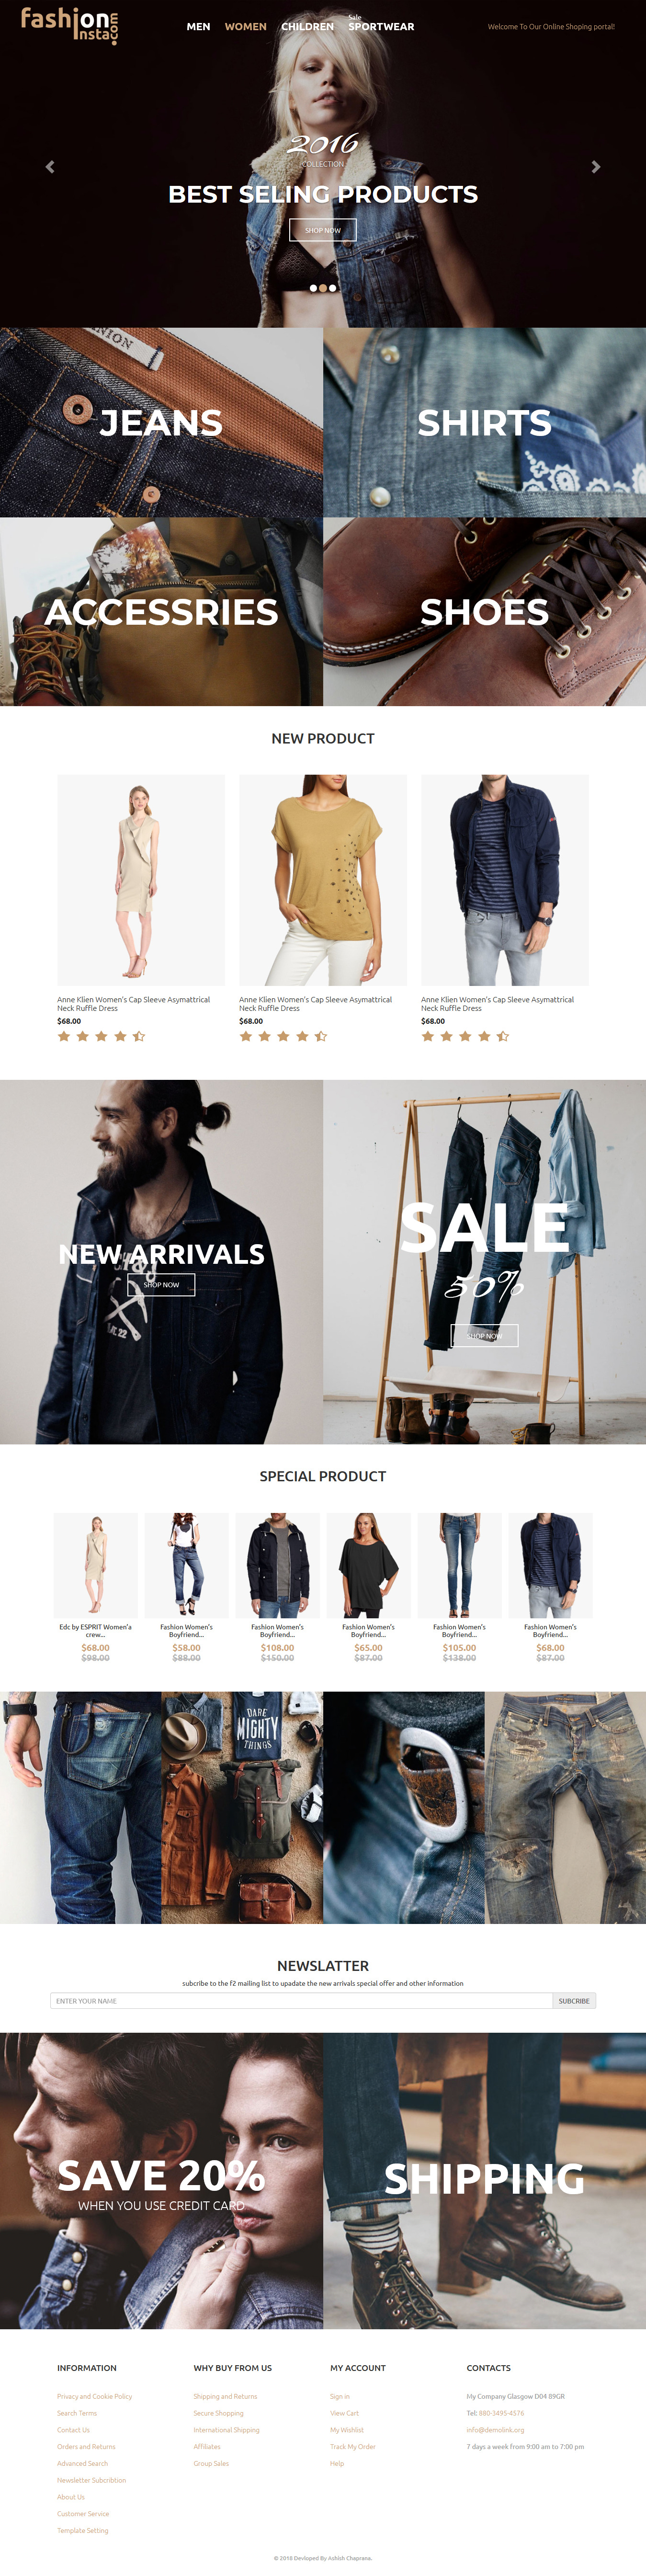 fashion
insta.com
MEN WOMEN CHILDREN Sale SPORTWEAR
Welcome To Our Online Shoping portal!
2016
COLLECTION
BEST SELING PRODUCTS
SHOP NOW
JEANS
SHIRTS
ACCESSRIES
SHOES
NEW PRODUCT
Anne Klien Women's Cap Sleeve Asymattrical
Neck Ruffle Dress
$68.00
Anne Klien Women's Cap Sleeve Asymattrical
Neck Ruffle Dress
$68.00
Anne Klien Women's Cap Sleeve Asymattrical
Neck Ruffle Dress
$68.00
NEW ARRIVALS
SHOP NOW
SALE
50%
SHOP NOW
SPECIAL PRODUCT
Edc by ESPRIT Women'a
crew...
$68.00
$98.00
Fashion Women's
Boyfriend...
$58.00
$88.00
Fashion Women's
Boyfriend...
$108.00
$150.00
Fashion Women's
Boyfriend...
$65.00
$87.00
Fashion Women's
Boyfriend...
$105.00
$138.00
Fashion Women's
Boyfriend...
$68.00
$87.00
DARE
MIGHTY
THINGS
NEWSLATTER
subcribe to the f2 mailing list to upadate the new arrivals special offer and other information
ENTER YOUR NAME
SUBCRIBE
SAVE 20%
WHEN YOU USE CREDIT CARD
SHIPPING
INFORMATION
Privacy and Cookie Policy
Search Terms
Contact Us
Orders and Returns
Advanced Search
Newsletter Subcribtion
About Us
Customer Service
Template Setting
WHY BUY FROM US
Shipping and Returns
Secure Shopping
International Shipping
Affiliates
Group Sales
MY ACCOUNT
Sign in
View Cart
My Wishlist
Track My Order
Help
CONTACTS
My Company Glasgow D04 89GR
Tel: 880-3495-4576
info@demolink.org
7 days a week from 9:00 am to 7:00 pm
© 2018 Devloped By Ashish Chaprana.